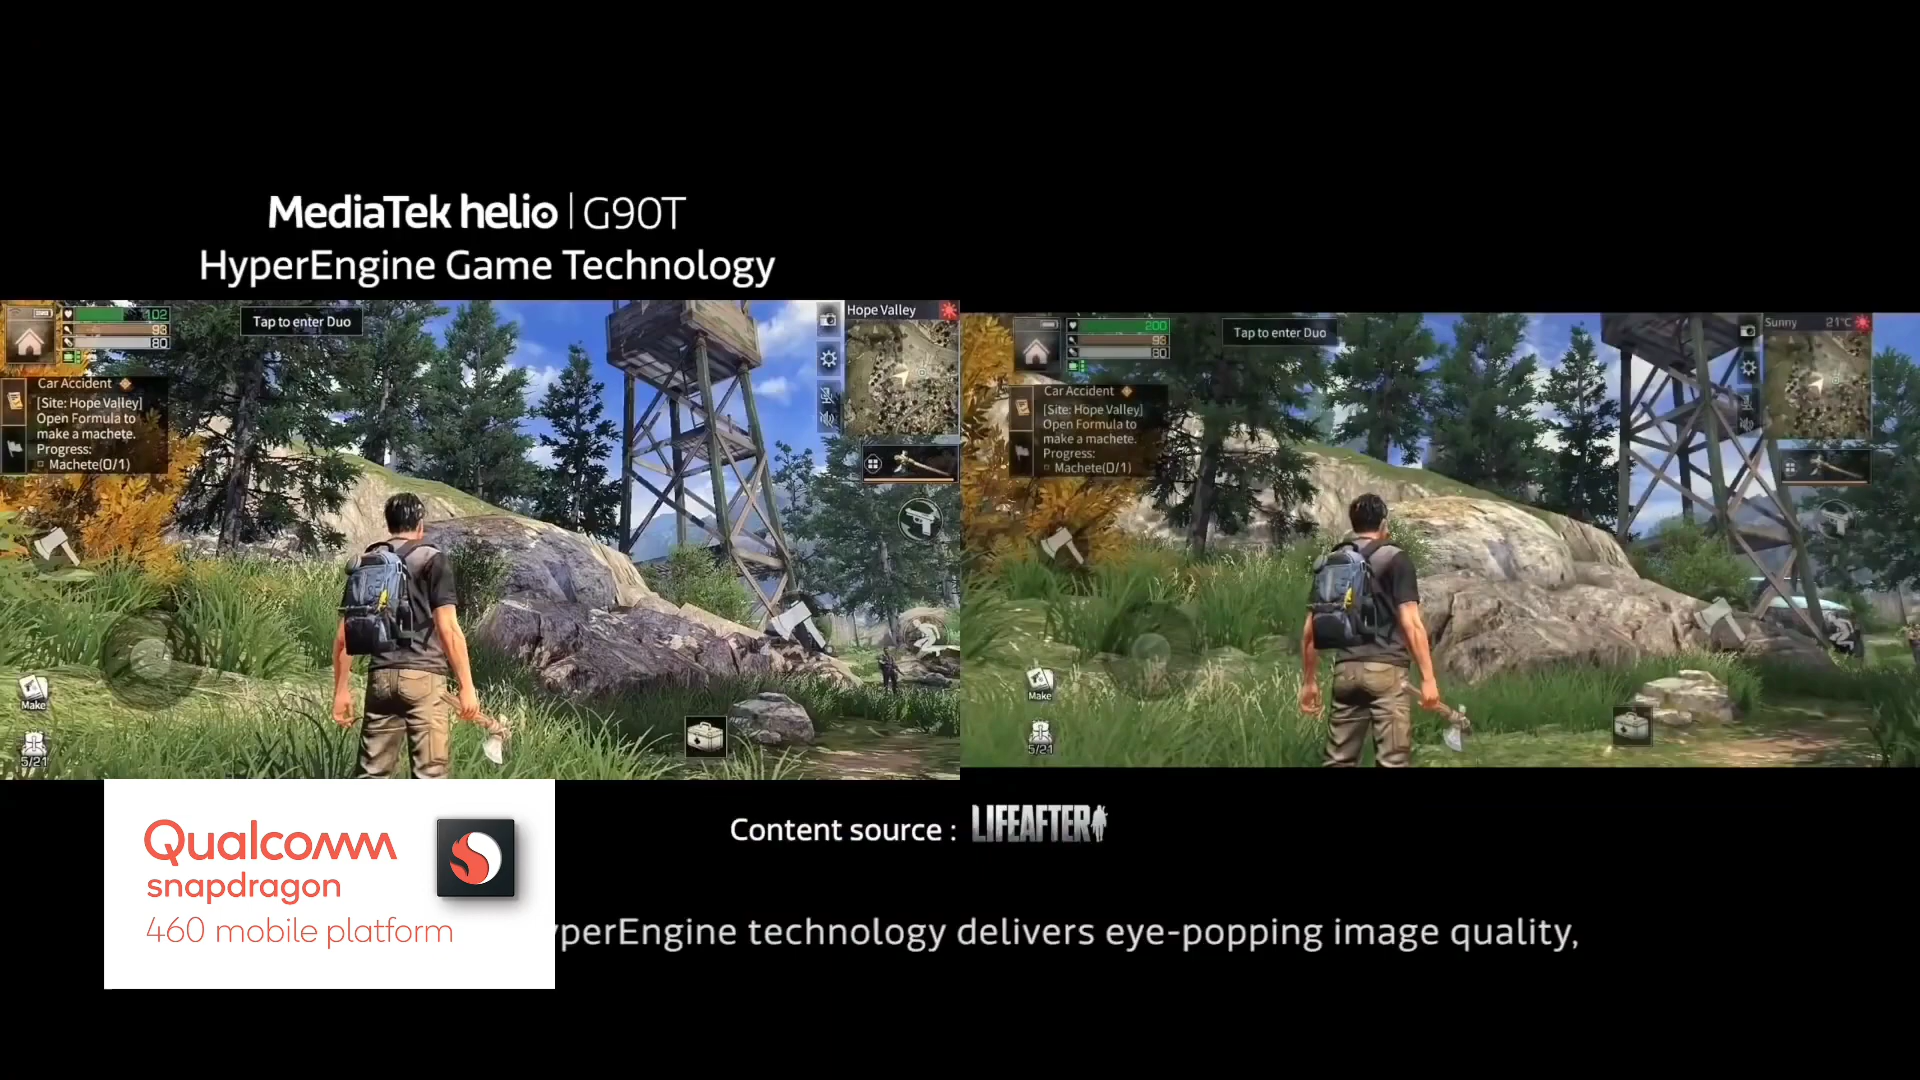 MediaTek helio | G90T
HyperEngine Game Technology
102
93
80
Tap to enter Duo
Hope Valley
Car Accident
[Site: Hope Valley]
Open Formula to
make a machete.
Progress:
Machete(0/1)
Make
5/21
200
93
80
Tap to enter Duo
Sunny 21°C
Car Accident
[Site: Hope Valley]
Open Formula to
make a machete.
Progress:
Machete(0/1)
Make
5/21
Content source : LIFEAFTER
Qualcomm
snapdragon
460 mobile platform
yperEngine technology delivers eye-popping image quality,